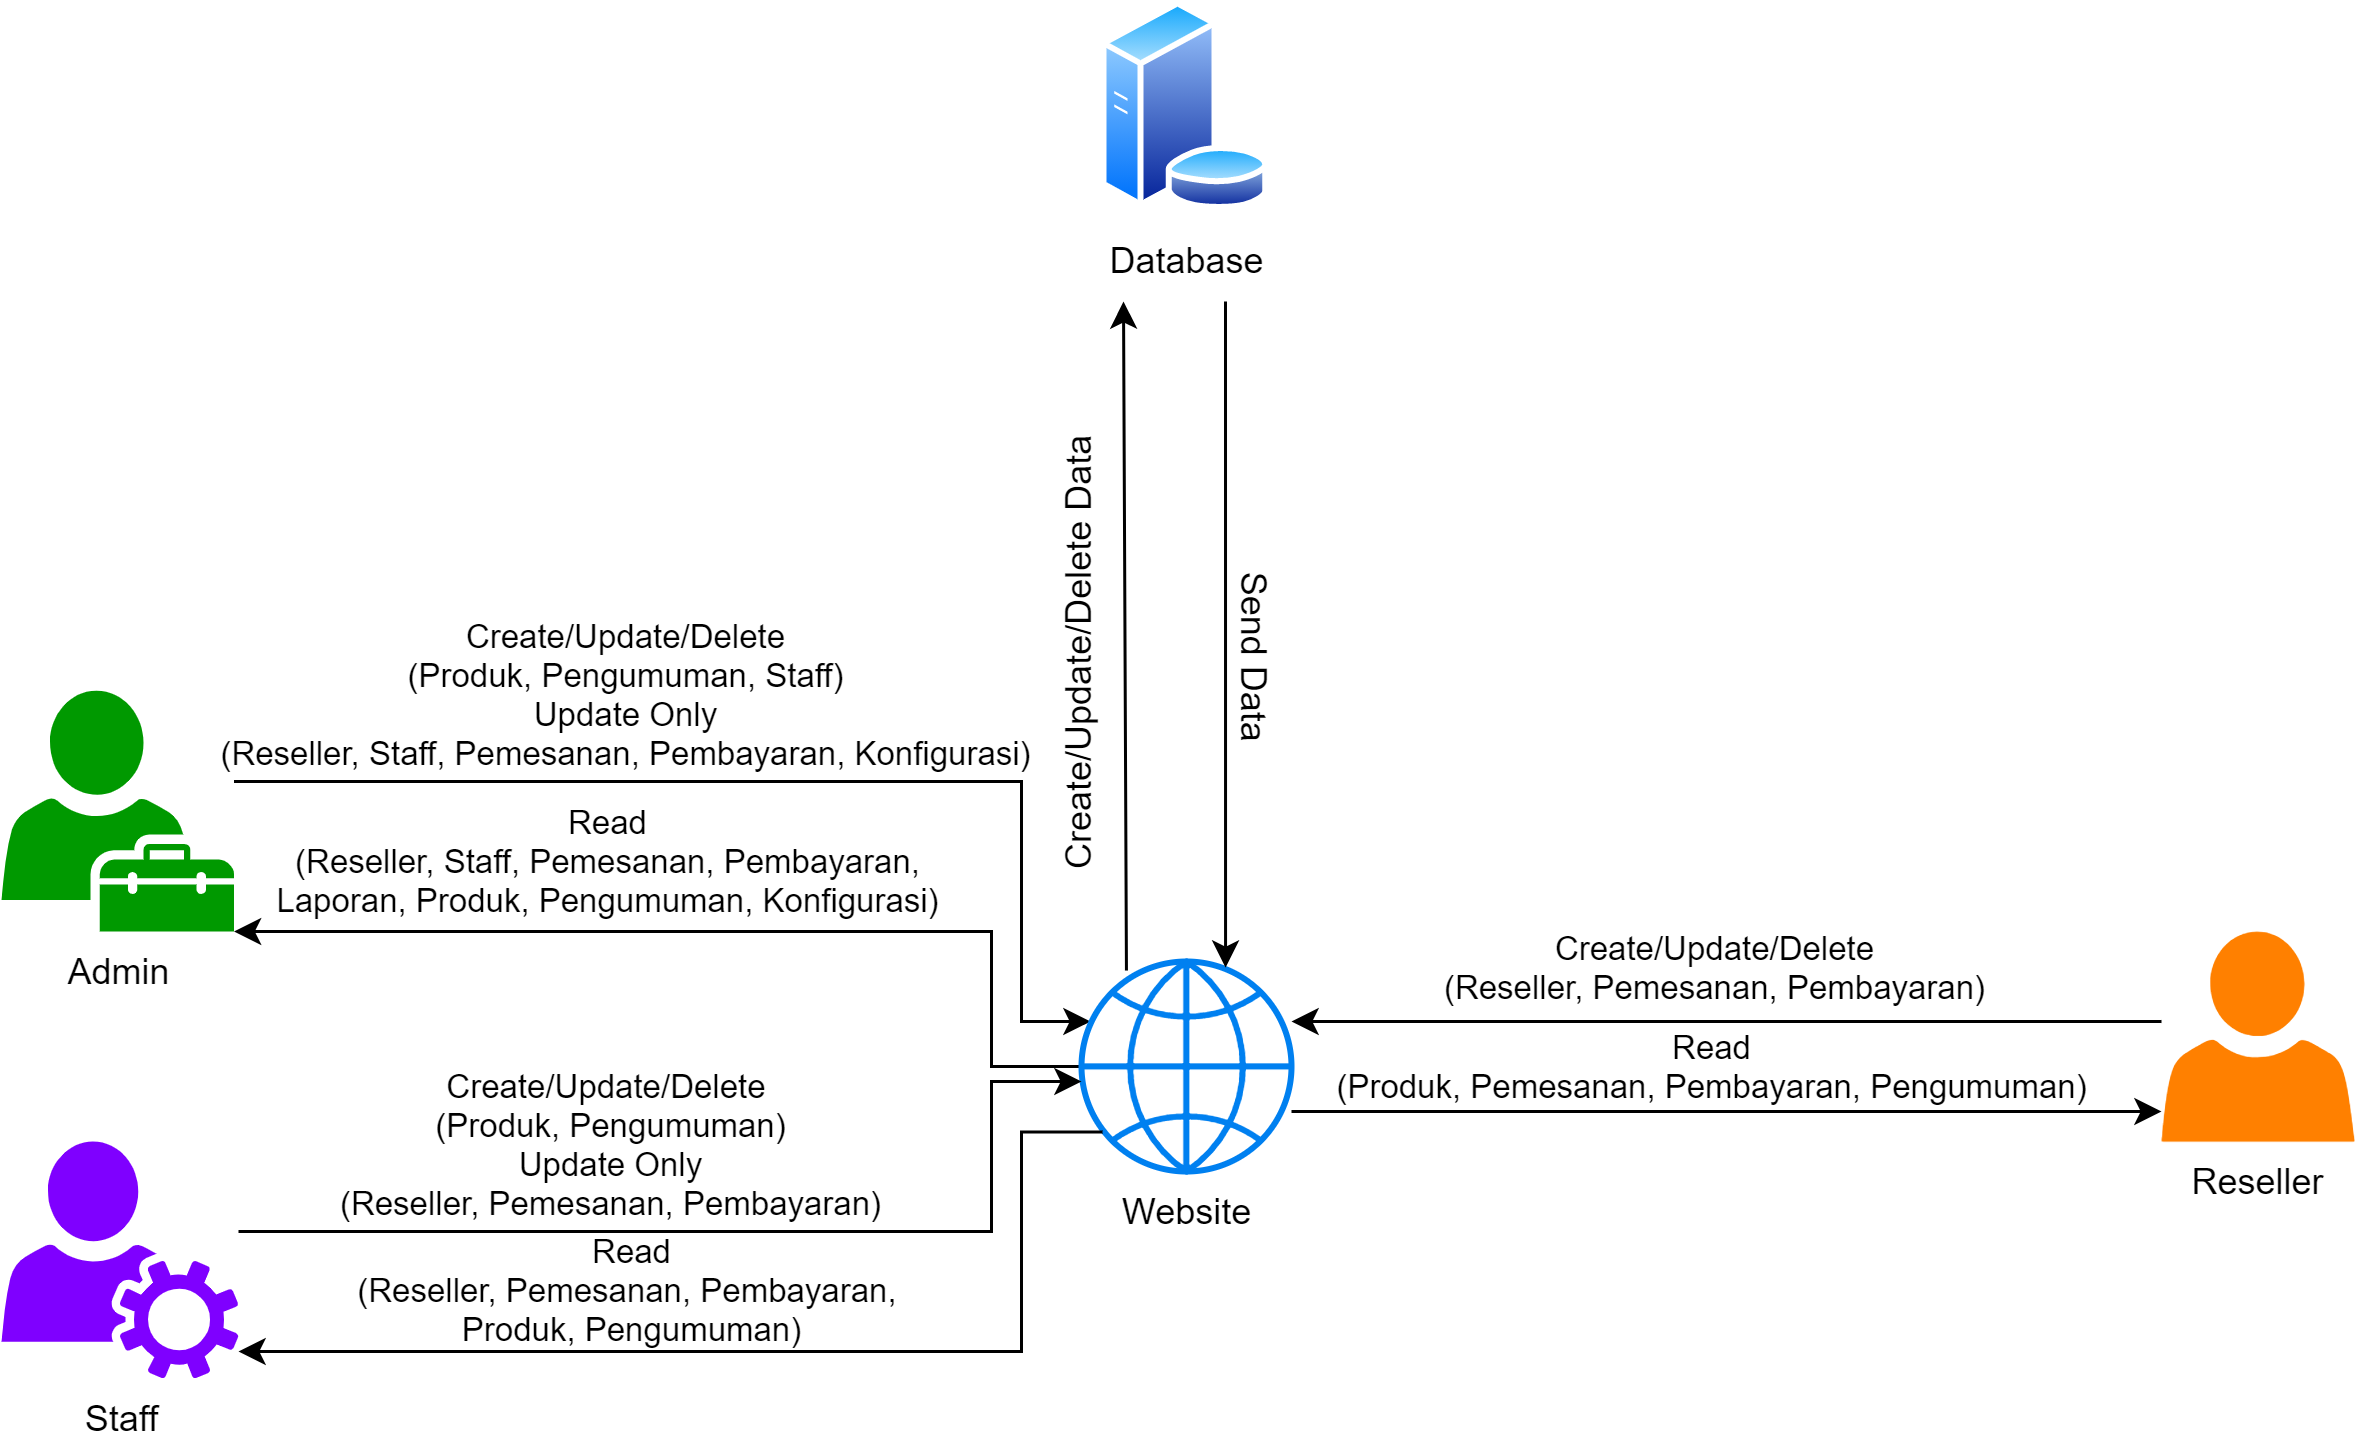 Database
Create/Update/Delete Data
Send Data
Create/Update/Delete
(Produk, Pengumuman, Staff)
Update Only
(Reseller, Staff, Pemesanan, Pembayaran, Konfigurasi)
Read
(Reseller, Staff, Pemesanan, Pembayaran,
Laporan, Produk, Pengumuman, Konfigurasi)
Admin
Create/Update/Delete
(Reseller, Pemesanan, Pembayaran)
Read
(Produk, Pemesanan, Pembayaran, Pengumuman)
Reseller
Website
Create/Update/Delete
(Produk, Pengumuman)
Update Only
(Reseller, Pemesanan, Pembayaran)
Read
(Reseller, Pemesanan, Pembayaran,
Produk, Pengumuman)
Staff